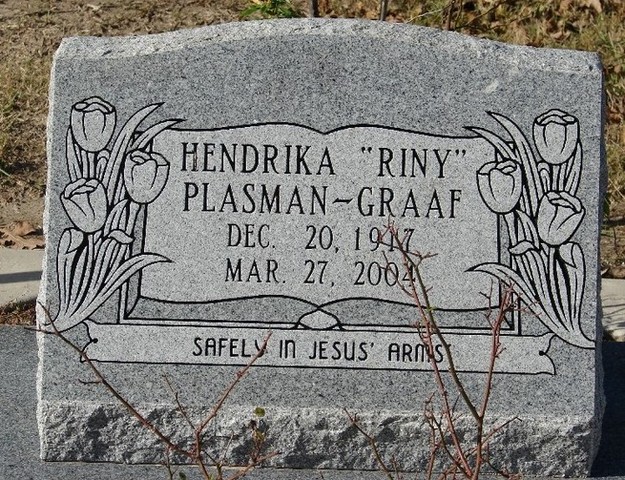 HENDRIKA "RINY"
PLASMAN~GRAAF
DEC. 20, 1917
MAR. 27, 2004
SAFELY IN JESUS' ARMS